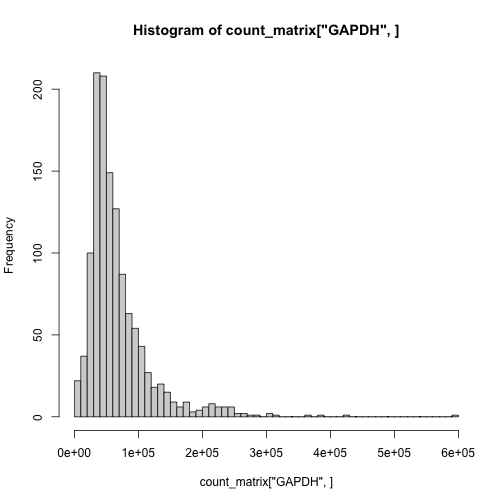 Histogram of count_matrix["GAPDH", ]
Frequency
200
150
100
50
0
0e+00 1e+05 2e+05 3e+05 4e+05 5e+05 6e+05
count_matrix["GAPDH", ]